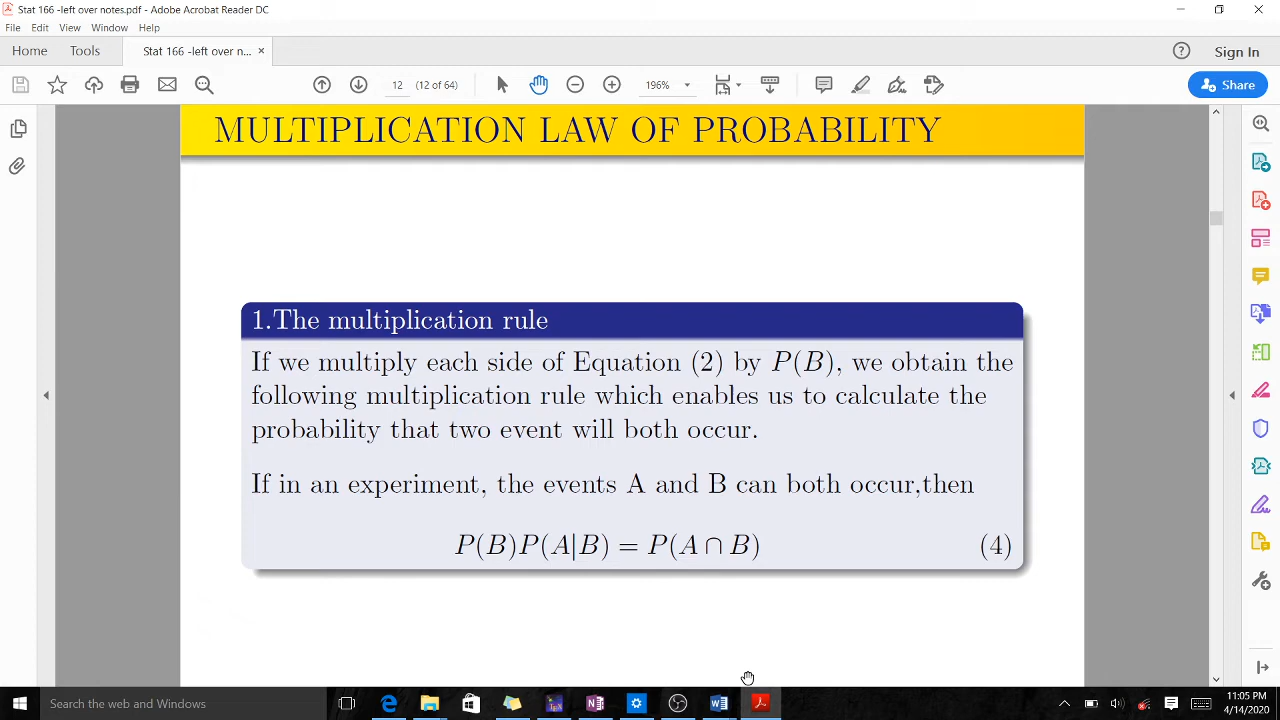 Stat 166 -left over notes.pdf - Adobe Acrobat Reader DC
File Edit View Window Help
Home Tools Stat 166 -left over n... × Sign In
12 (12 of 64) 196% Share
MULTIPLICATION LAW OF PROBABILITY
1.The multiplication rule
If we multiply each side of Equation (2) by P(B), we obtain the
following multiplication rule which enables us to calculate the
probability that two event will both occur.
If in an experiment, the events A and B can both occur,then
P(B)P(A|B) = P(A ∩ B) (4)
Search the web and Windows
11:05 PM
4/14/2020